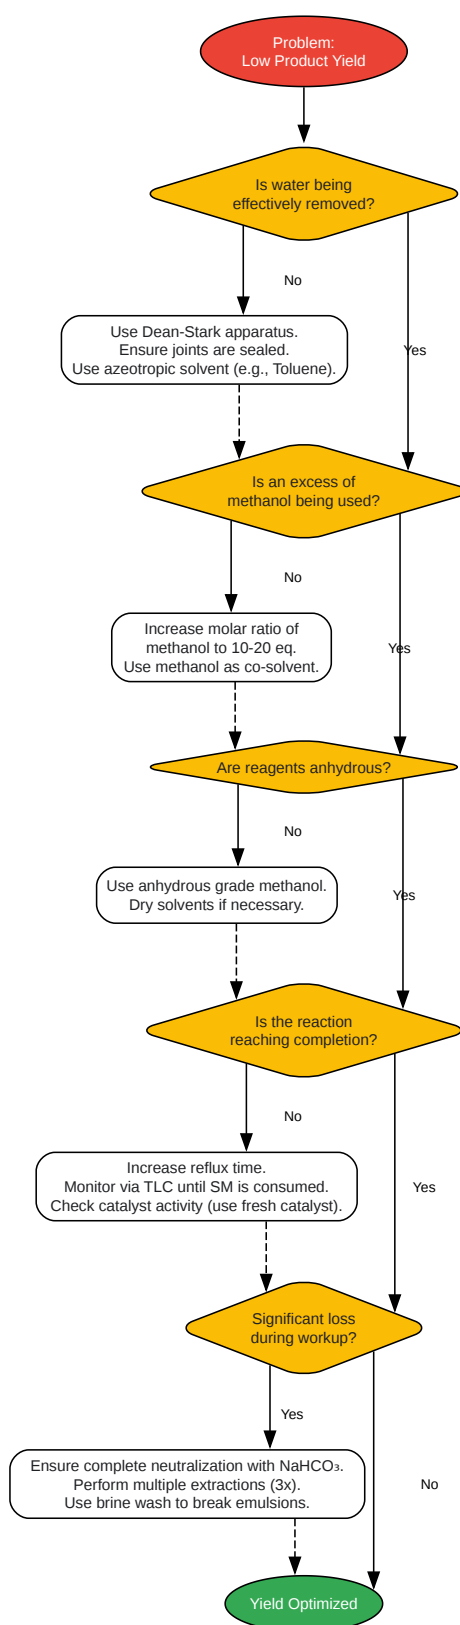 Problem:
Low Product Yield
Is water being
effectively removed?
No
Yes
Use Dean-Stark apparatus.
Ensure joints are sealed.
Use azeotropic solvent (e.g., Toluene).
Is an excess of
methanol being used?
No
Yes
Increase molar ratio of
methanol to 10-20 eq.
Use methanol as co-solvent.
Are reagents anhydrous?
No
Yes
Use anhydrous grade methanol.
Dry solvents if necessary.
Is the reaction
reaching completion?
No
Yes
Increase reflux time.
Monitor via TLC until SM is consumed.
Check catalyst activity (use fresh catalyst).
Significant loss
during workup?
Yes
No
Ensure complete neutralization with NaHCO₃.
Perform multiple extractions (3x).
Use brine wash to break emulsions.
Yield Optimized